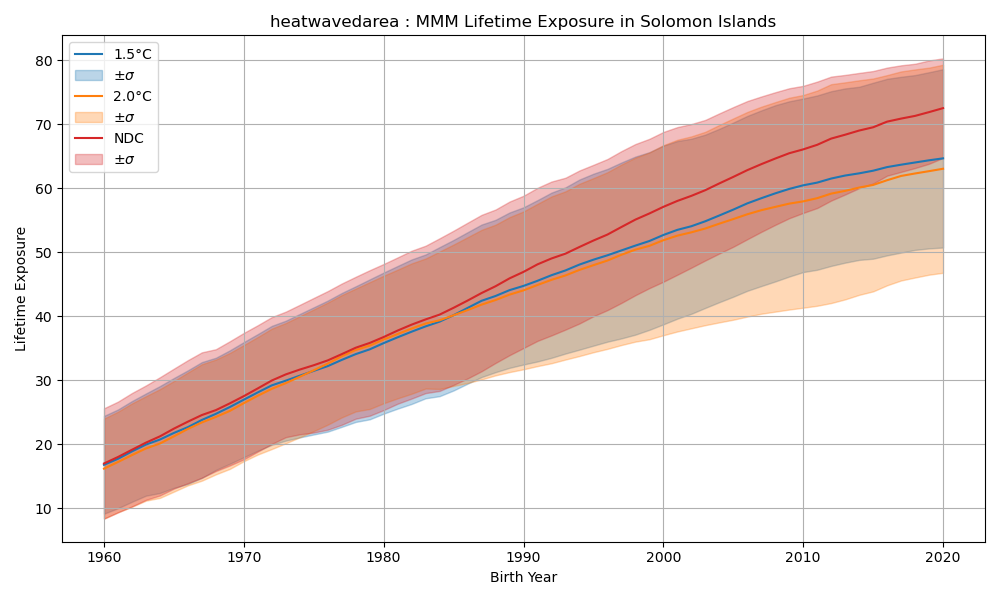 heatwavedarea : MMM Lifetime Exposure in Solomon Islands
1.5°C
±σ
2.0°C
±σ
NDC
±σ
80
70
60
50
40
30
20
10
Lifetime Exposure
1960 1970 1980 1990 2000 2010 2020
Birth Year